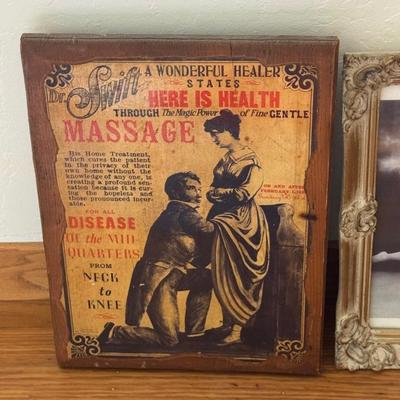 Dr. Swift A WONDERFUL HEALER
STATES
HERE IS HEALTH
THROUGH The Magic Power of Fine GENTLE
MASSAGE
His Home Treatment,
which cures the patient
in the privacy of their
own home without the
knowledge of any one, is
creating a profound sen-
sation because it is cur-
ing the hopeless and
those pronounced incur-
able.
ON AND AFTER
FOR ALL
DISEASE
Of the MID
QUARTERS
FROM
NECK
to
KNEE